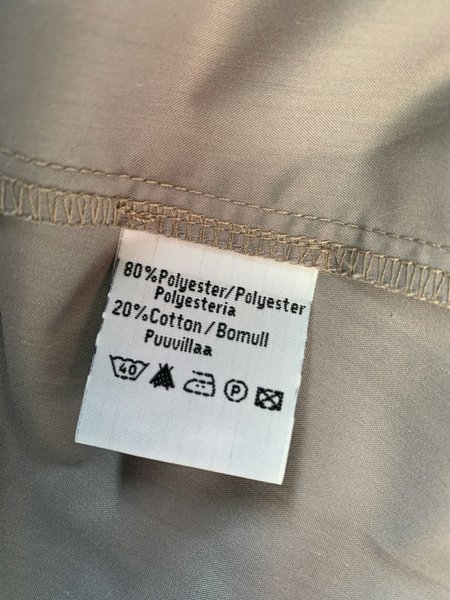 80%Polyester/Polyester
Polyesteria
20%Cotton/Bomull
Puuvillaa
40 P